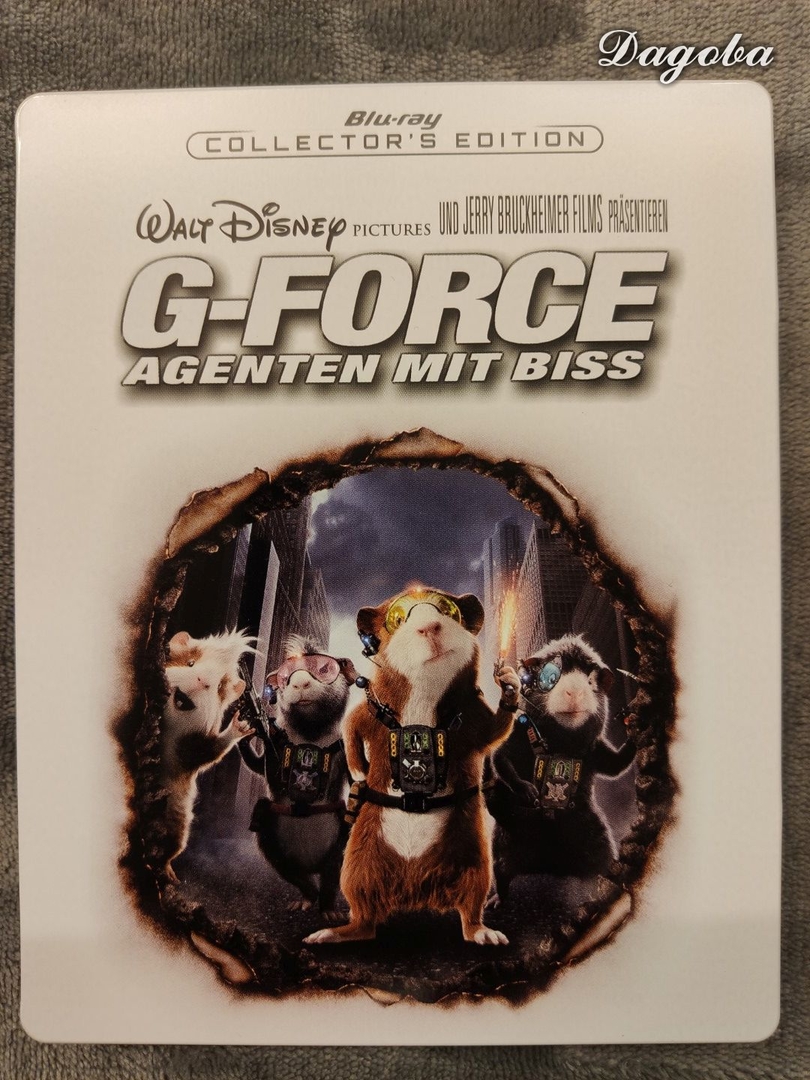 Dagoba
Blu-ray
COLLECTOR'S EDITION
WALT DISNEY PICTURES UND JERRY BRUCKHEIMER FILMS PRÄSENTIEREN
G-FORCE
AGENTEN MIT BISS